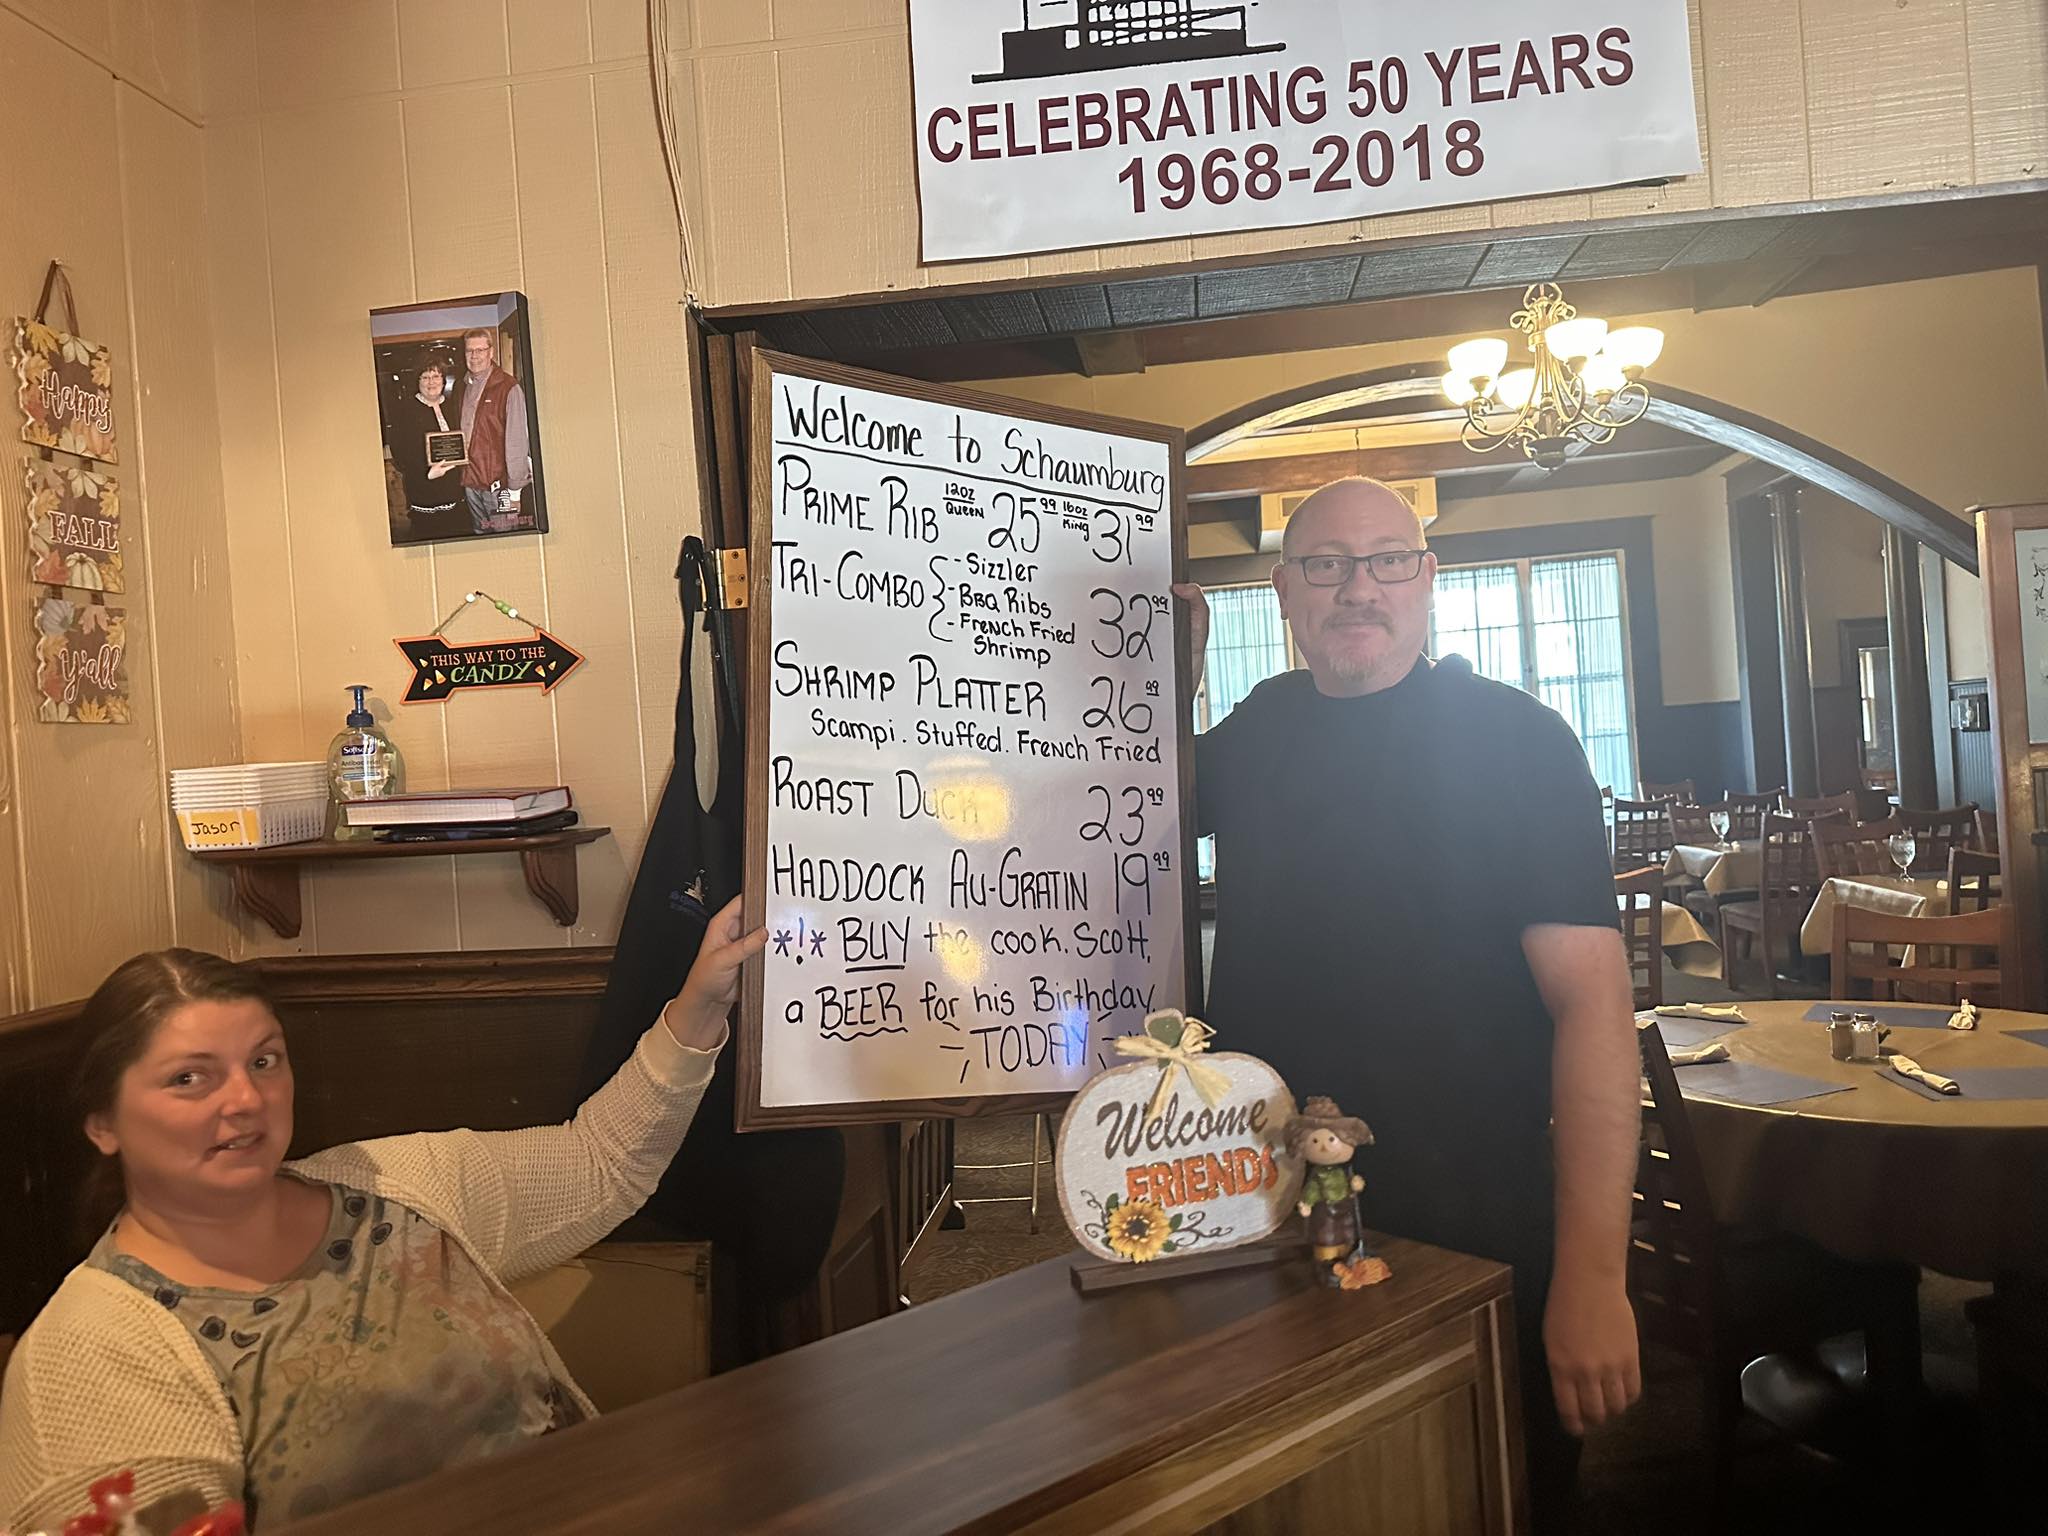 CELEBRATING 50 YEARS
1968-2018
Happy
FALL
Y'all
THIS WAY TO THE
CANDY
Softsoap
Jason
Welcome to Schaumburg
PRIME RIB 12oz QUEEN 25.99 16oz KING 31.99
TRI-COMBO - Sizzler 32.99
- BBQ Ribs
- French Fried
Shrimp
SHRIMP PLATTER 26.99
Scampi. Stuffed. French Fried
ROAST DUCK 23.99
HADDOCK AU-GRATIN 19.99
*!* BUY the cook. Scott,
a BEER for his Birthday.
TODAY
Welcome
FRIENDS